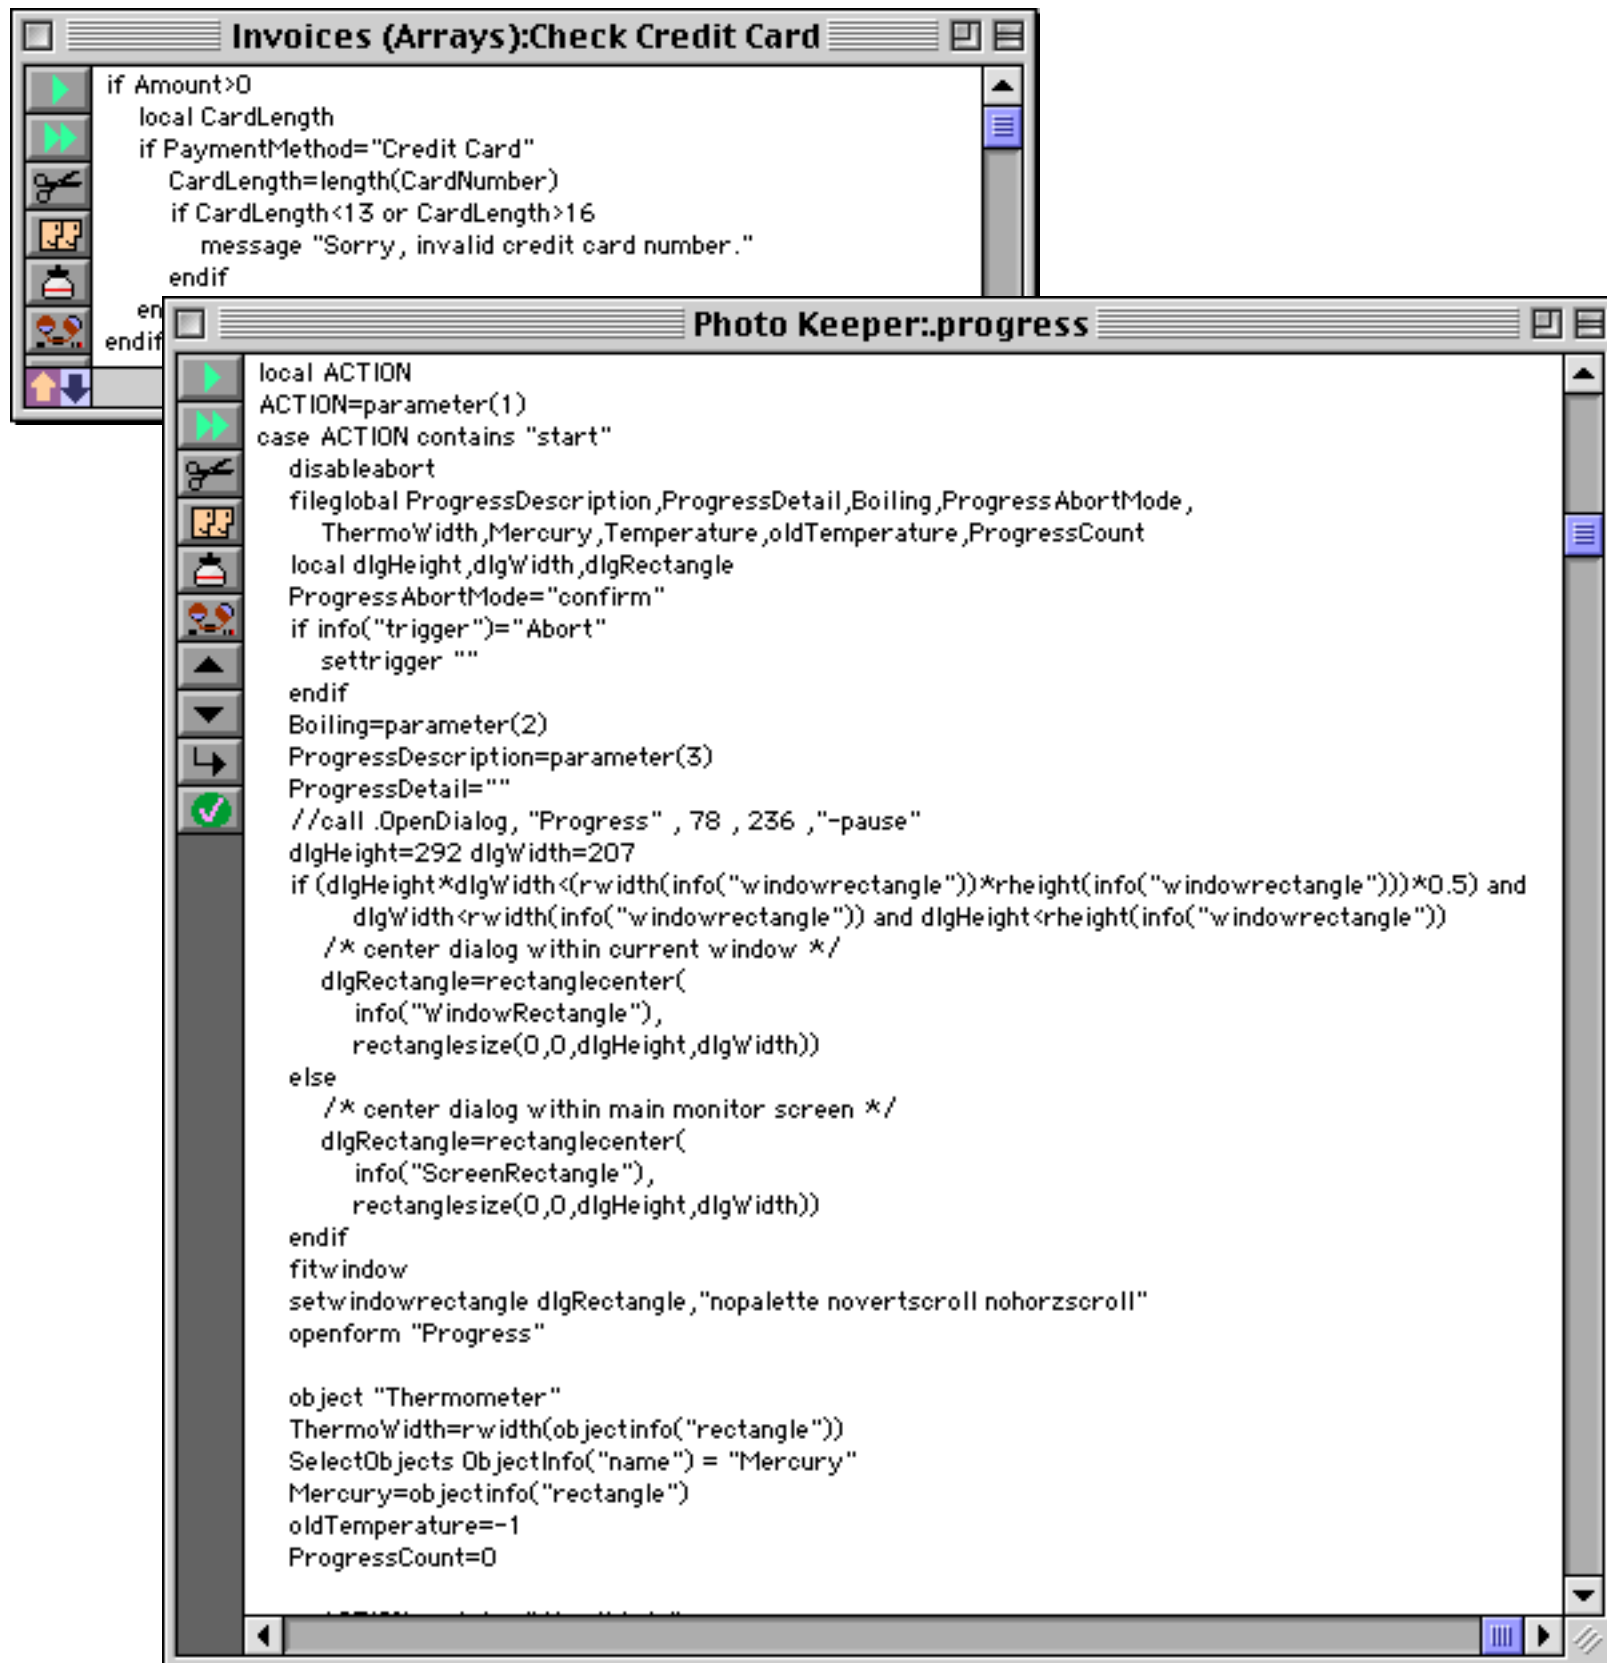 Invoices (Arrays):Check Credit Card
if Amount>0
local CardLength
if PaymentMethod="Credit Card"
CardLength=length(CardNumber)
if CardLength<13 or CardLength>16
message "Sorry, invalid credit card number."
endif
en
endif
Photo Keeper:.progress
local ACTION
ACTION=parameter(1)
case ACTION contains "start"
disableabort
fileglobal ProgressDescription,ProgressDetail,Boiling,ProgressAbortMode,
ThermoWidth,Mercury,Temperature,oldTemperature,ProgressCount
local dlgHeight,dlgWidth,dlgRectangle
ProgressAbortMode="confirm"
if info("trigger")="Abort"
settrigger ""
endif
Boiling=parameter(2)
ProgressDescription=parameter(3)
ProgressDetail=""
//call .OpenDialog, "Progress" , 78 , 236 ,"-pause"
dlgHeight=292 dlgWidth=207
if (dlgHeight*dlgWidth<(rwidth(info("windowrectangle"))*rheight(info("windowrectangle")))*0.5) and
dlgWidth<rwidth(info("windowrectangle")) and dlgHeight<rheight(info("windowrectangle"))
/* center dialog within current window */
dlgRectangle=rectanglecenter(
info("WindowRectangle"),
rectanglesize(0,0,dlgHeight,dlgWidth))
else
/* center dialog within main monitor screen */
dlgRectangle=rectanglecenter(
info("ScreenRectangle"),
rectanglesize(0,0,dlgHeight,dlgWidth))
endif
fitwindow
setwindowrectangle dlgRectangle,"nopalette novertscroll nohorzscroll"
openform "Progress"
object "Thermometer"
ThermoWidth=rwidth(objectinfo("rectangle"))
SelectObjects ObjectInfo("name") = "Mercury"
Mercury=objectinfo("rectangle")
oldTemperature=-1
ProgressCount=0